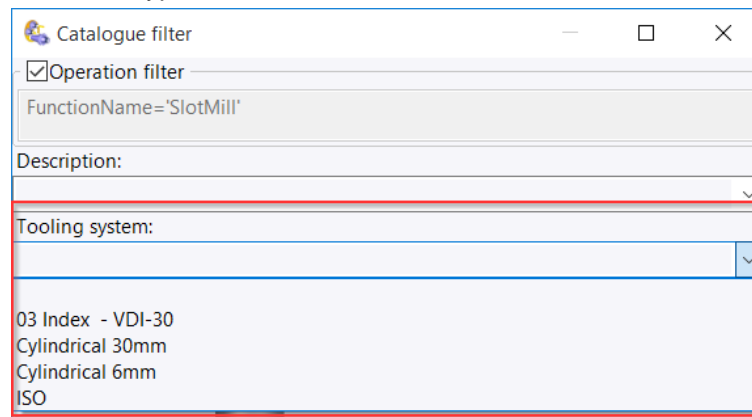 Catalogue filter
Operation filter
FunctionName='SlotMill'
Description:
Tooling system:
03 Index - VDI-30
Cylindrical 30mm
Cylindrical 6mm
ISO